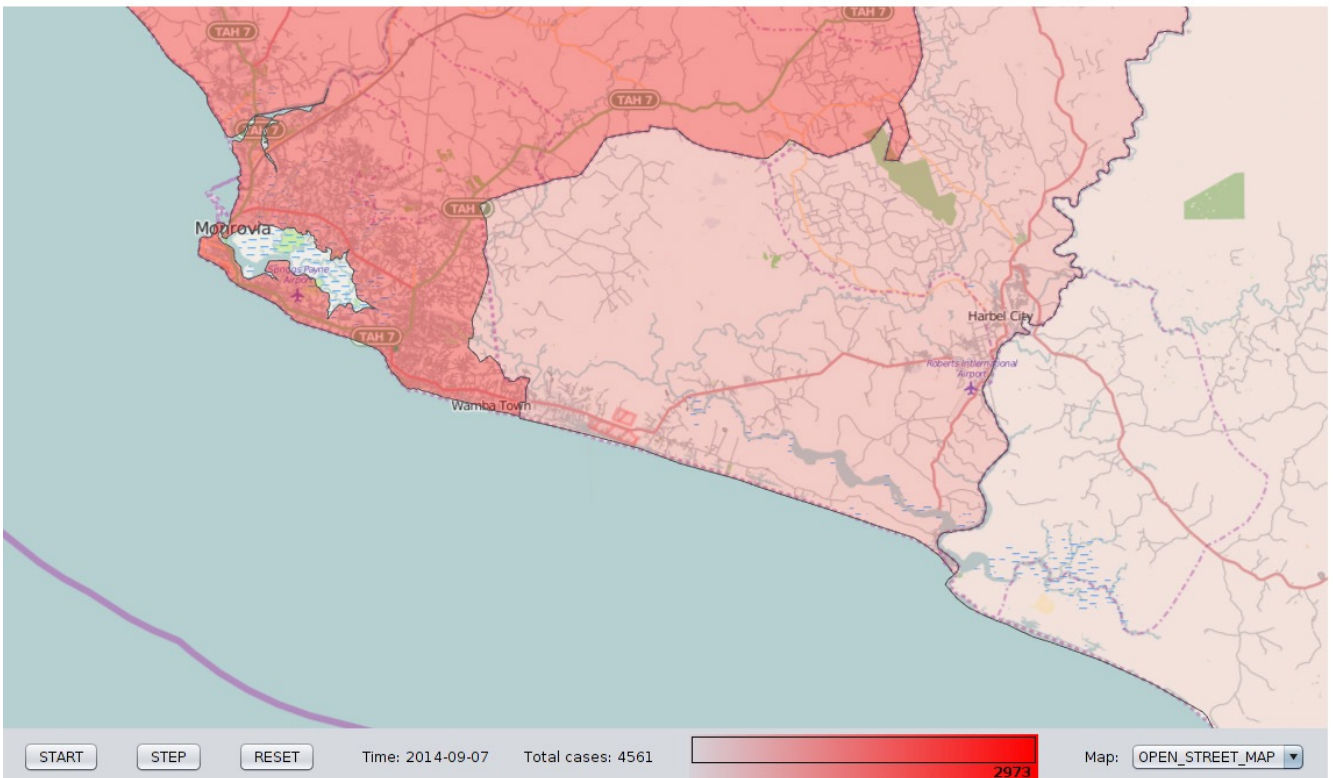 TAH 7
TAH 7
TAH 7
TAH 7
TAH 7
Monrovia
Spriggs Payne
Airport
TAH 7
Harbel City
Roberts International
Airport
Wamba Town
START
STEP
RESET
Time: 2014-09-07
Total cases: 4561
2973
Map:
OPEN_STREET_MAP